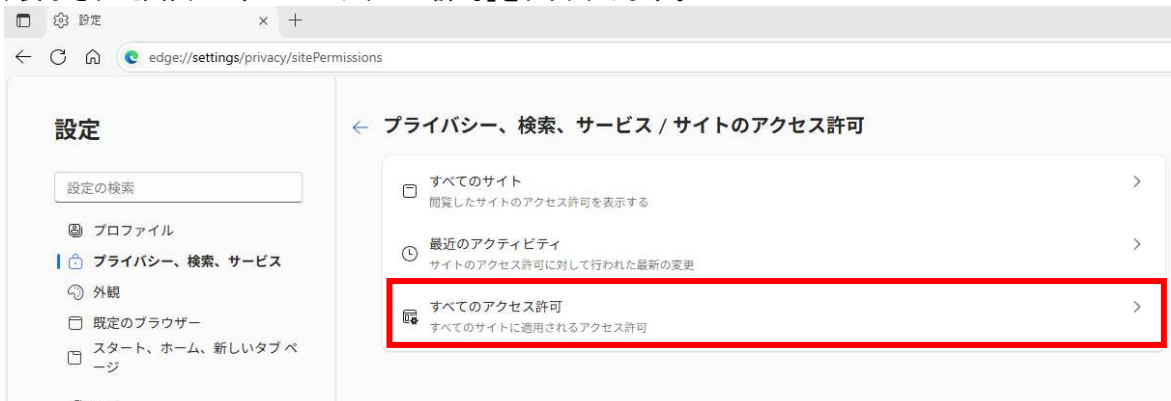 設定
edge://settings/privacy/sitePermissions
設定
← プライバシー、検索、サービス / サイトのアクセス許可
設定の検索
すべてのサイト
閲覧したサイトのアクセス許可を表示する
プロファイル
最近のアクティビティ
サイトのアクセス許可に対して行われた最新の変更
プライバシー、検索、サービス
外観
すべてのアクセス許可
すべてのサイトに適用されるアクセス許可
既定のブラウザー
スタート、ホーム、新しいタブ ペ
ージ